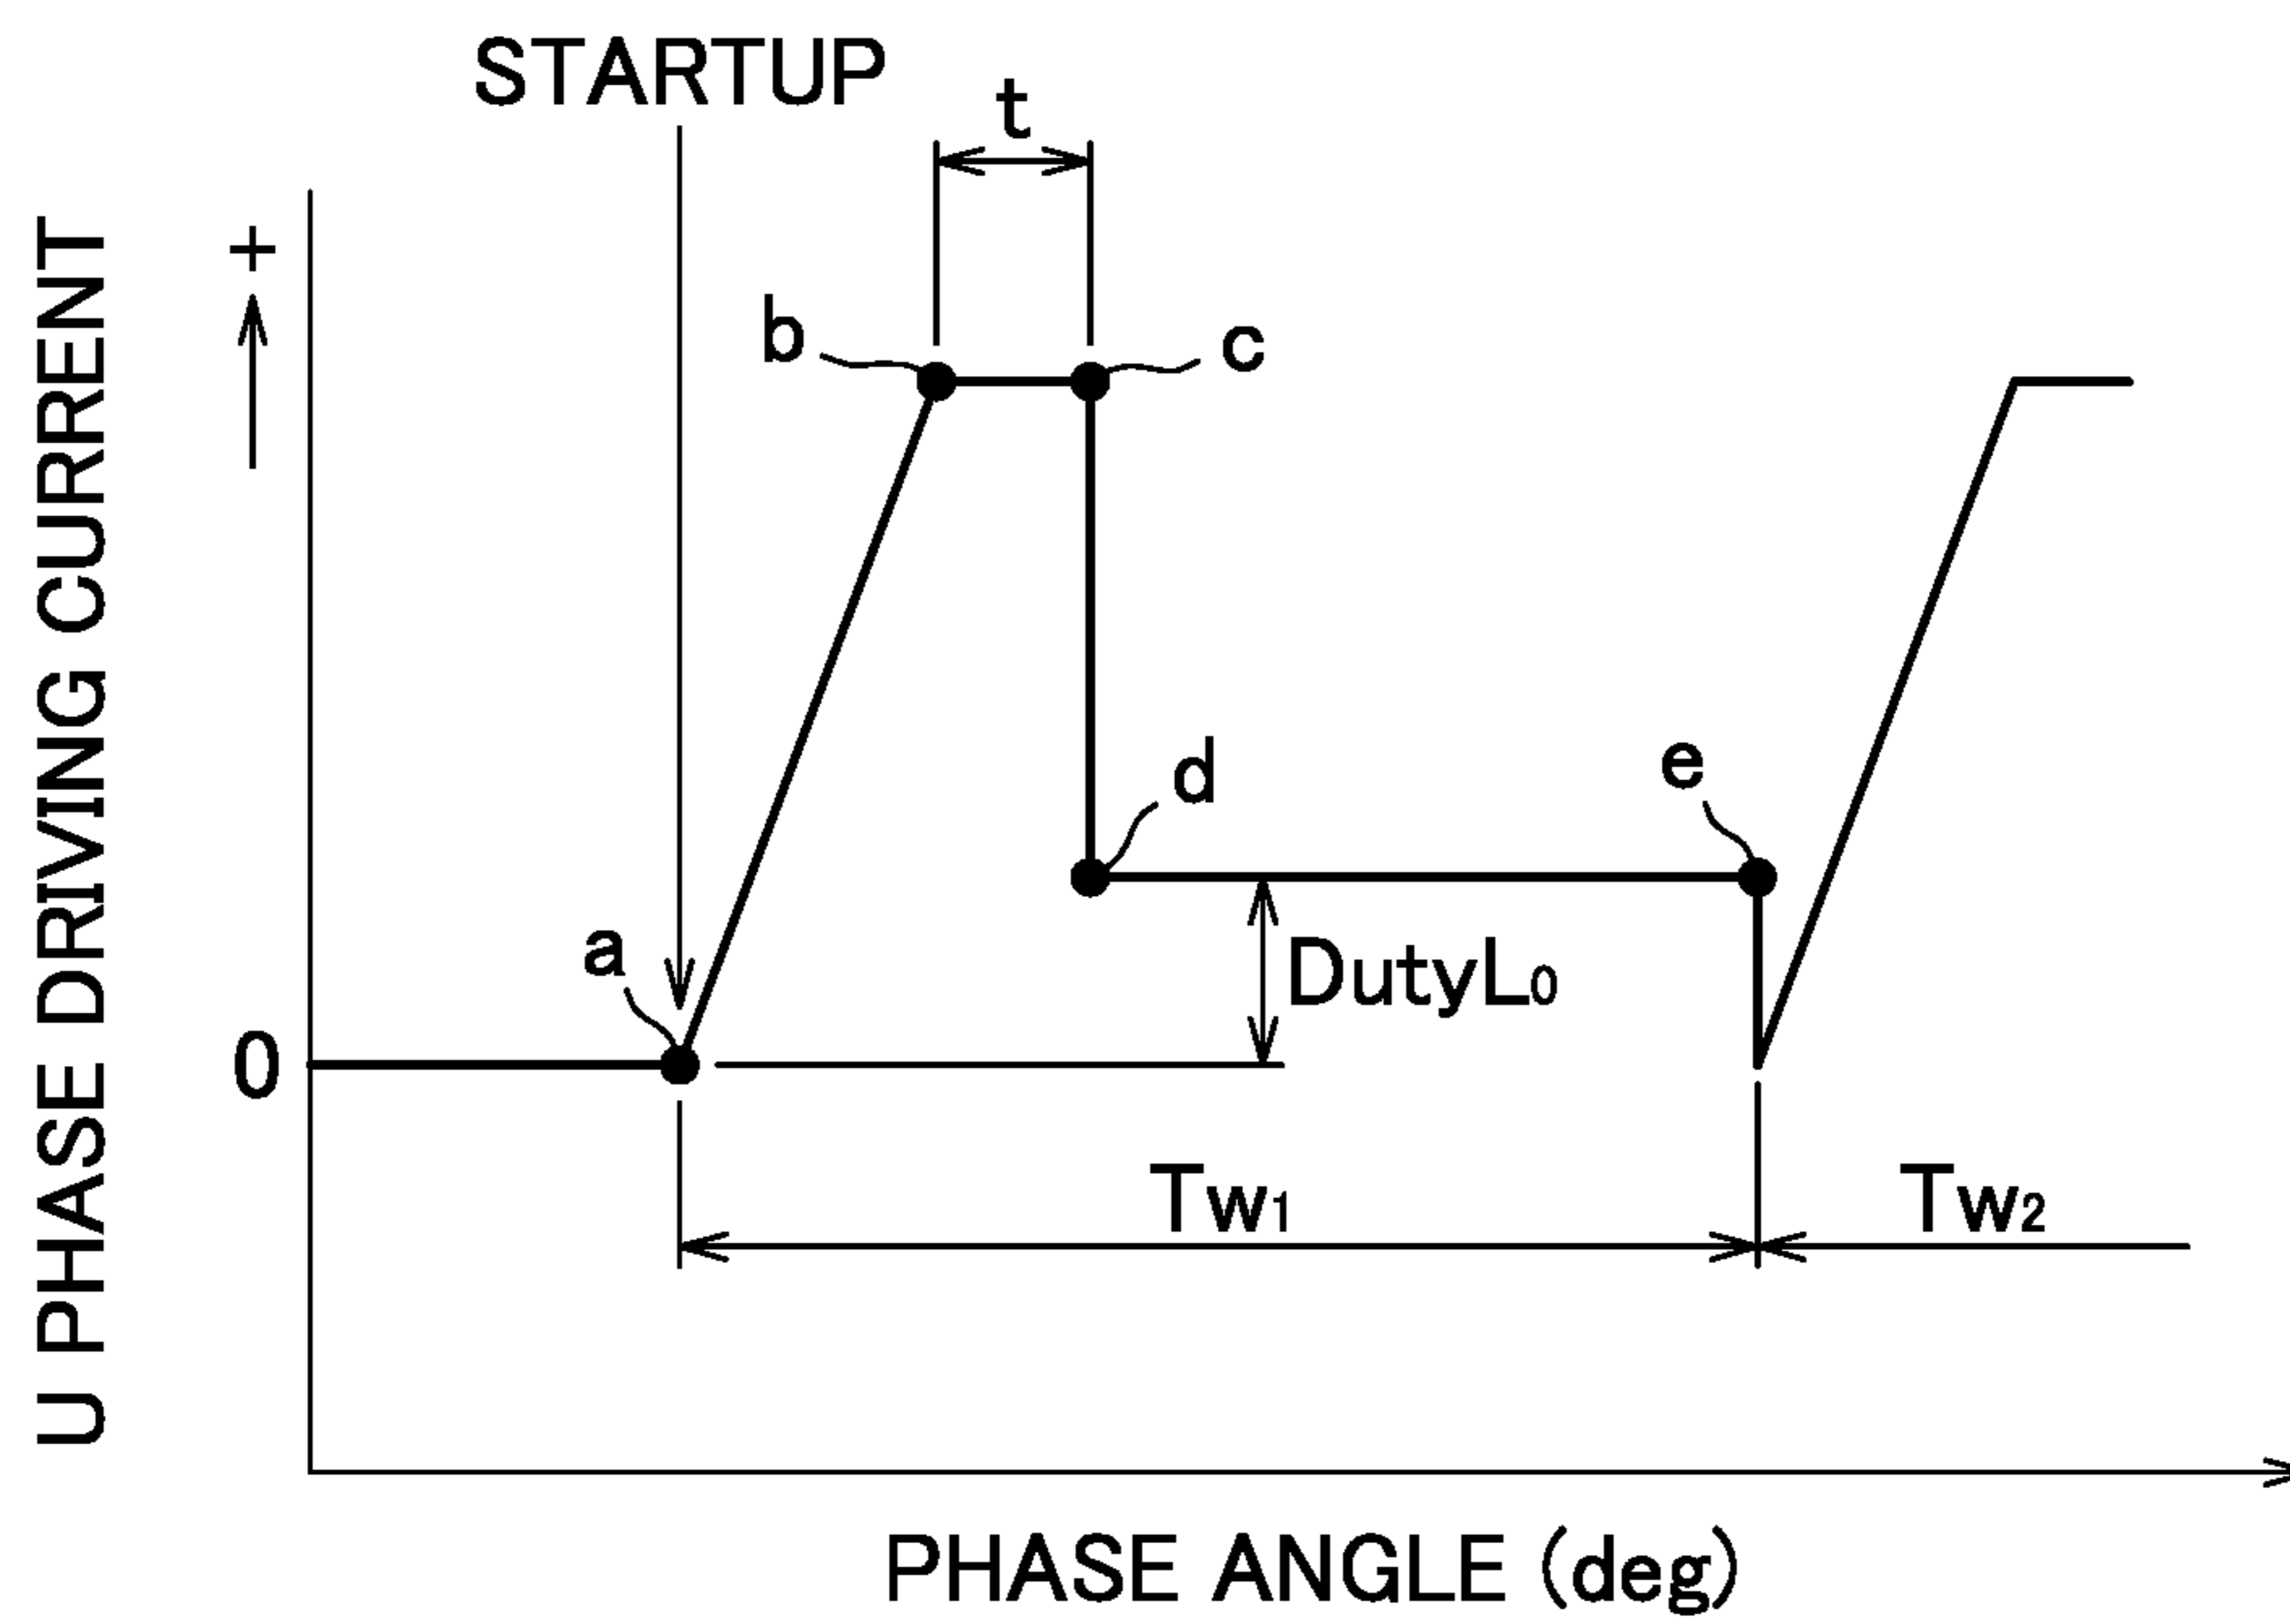 STARTUP
t
+
b
c
U PHASE DRIVING CURRENT
d
e
a
DutyL0
0
Tw1
Tw2
PHASE ANGLE (deg)